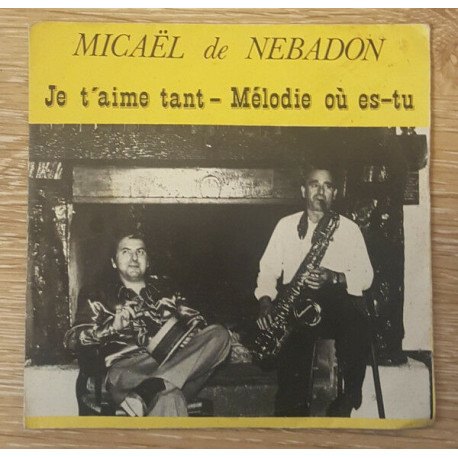 MICAËL de NEBADON
Je t'aime tant - Mélodie où es-tu